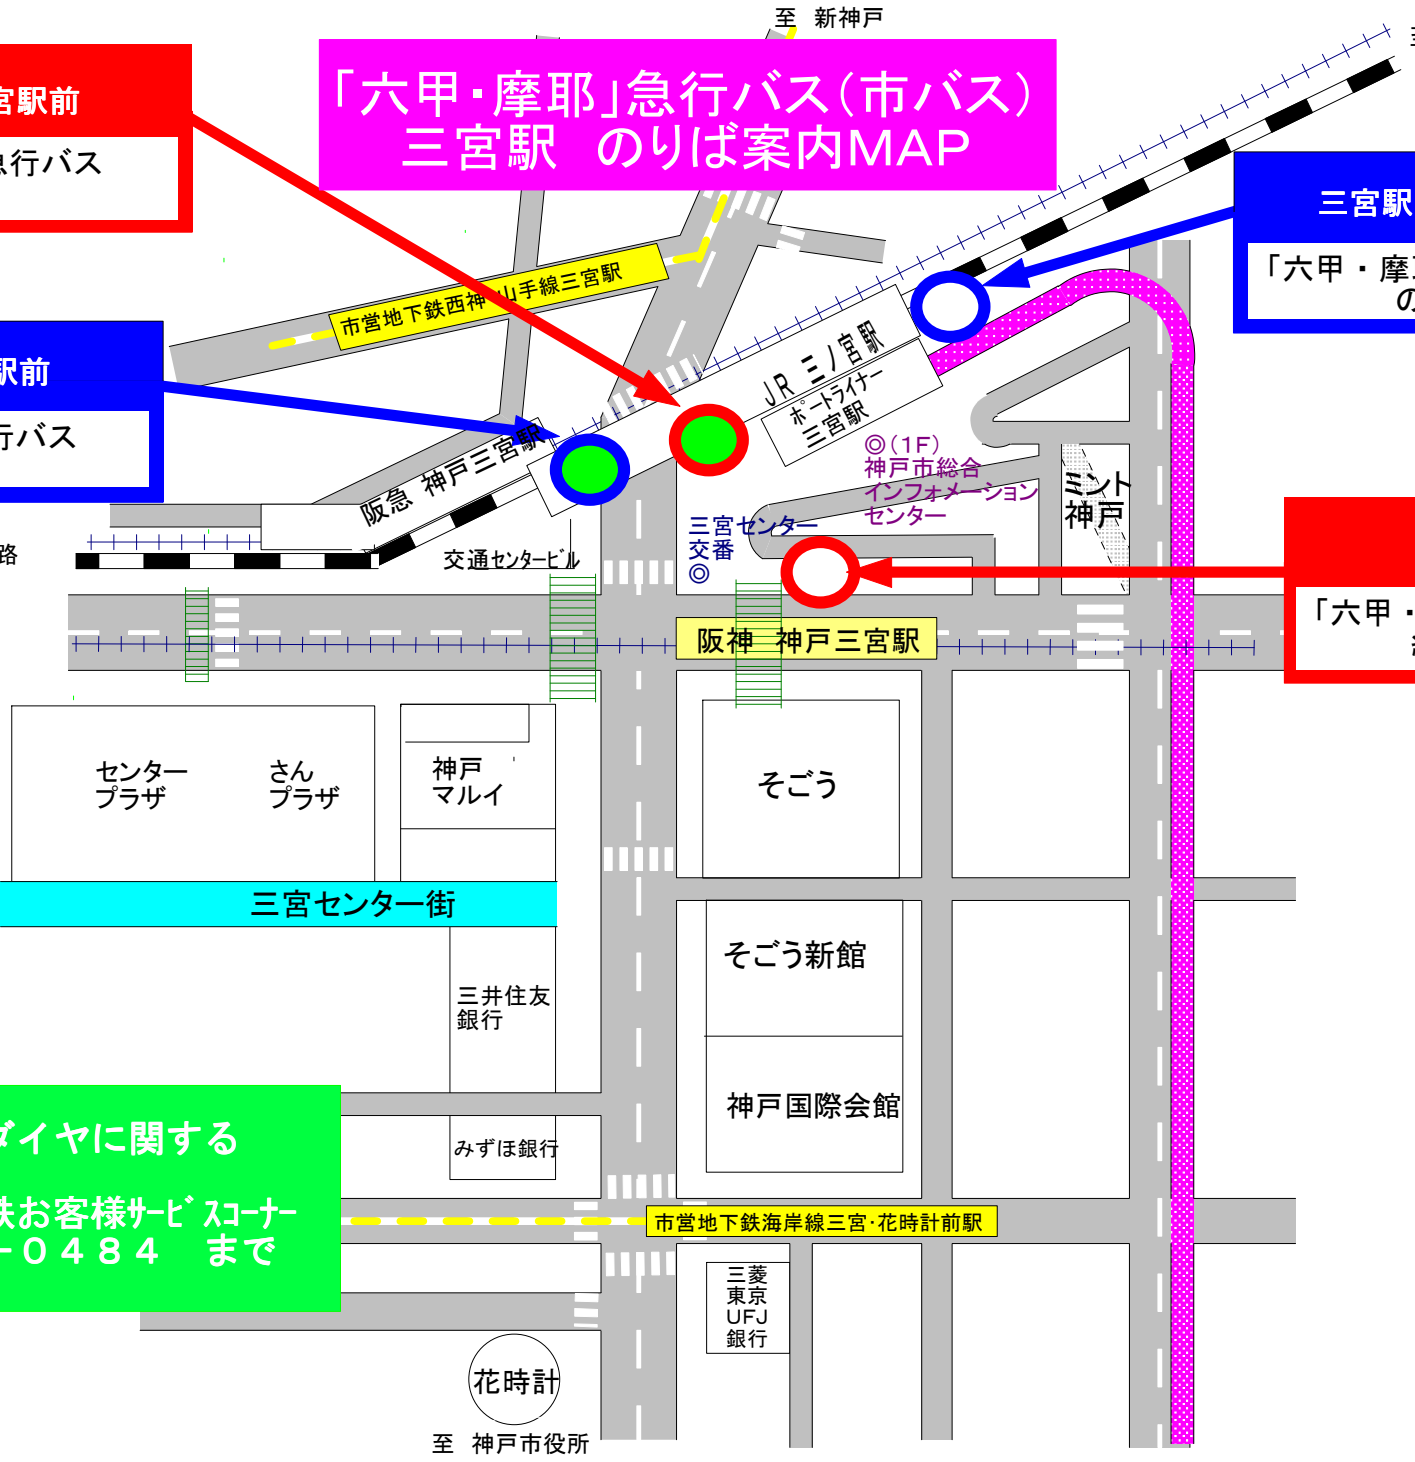 至 新神戸
「六甲・摩耶」急行バス(市バス)
三宮駅 のりば案内MAP
宮駅前
急行バス
三宮駅
「六甲・摩
の
市営地下鉄西神・山手線三宮駅
駅前
行バス
JR 三ノ宮駅
ポートライナー
三宮駅
阪急 神戸三宮駅
◎(1F)
神戸市総合
インフォメーション
センター
ミント
神戸
三宮センター
交番
◎
路
交通センタービル
「六甲・
阪神 神戸三宮駅
センター
プラザ
さん
プラザ
神戸
マルイ
そごう
三宮センター街
そごう新館
三井住友
銀行
神戸国際会館
みずほ銀行
ダイヤに関する
鉄お客様サービスコーナー
-0484 まで
市営地下鉄海岸線三宮・花時計前駅
三菱
東京
UFJ
銀行
花時計
至 神戸市役所